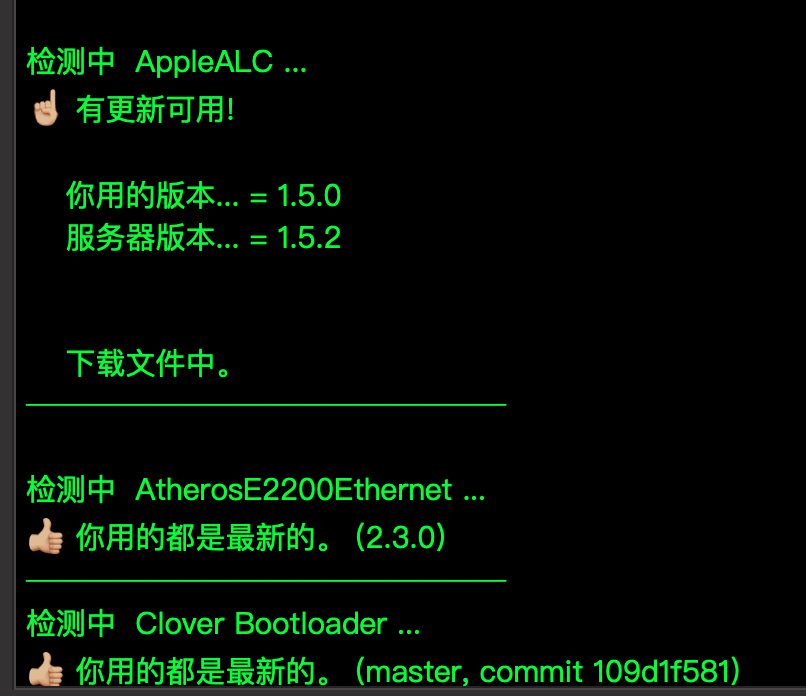 检测中 AppleALC ...
☝🏼 有更新可用!
你用的版本... = 1.5.0
服务器版本... = 1.5.2
下载文件中。
检测中 AtherosE2200Ethernet ...
👍🏼 你用的都是最新的。 (2.3.0)
检测中 Clover Bootloader ...
👍🏼 你用的都是最新的。 (master, commit 109d1f581)